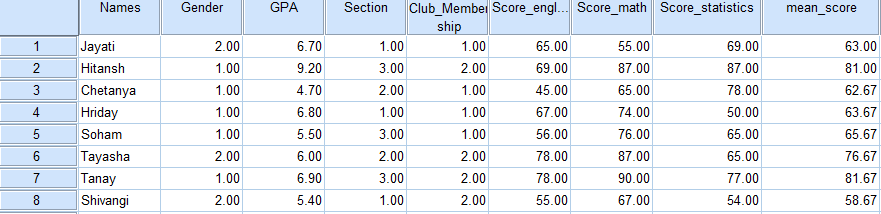 Names Gender GPA Section Club_Member ship Score_engl... Score_math Score_statistics mean_score
1 Jayati 2.00 6.70 1.00 1.00 65.00 55.00 69.00 63.00
2 Hitansh 1.00 9.20 3.00 2.00 69.00 87.00 87.00 81.00
3 Chetanya 1.00 4.70 2.00 1.00 45.00 65.00 78.00 62.67
4 Hriday 1.00 6.80 1.00 1.00 67.00 74.00 50.00 63.67
5 Soham 1.00 5.50 3.00 1.00 56.00 76.00 65.00 65.67
6 Tayasha 2.00 6.00 2.00 2.00 78.00 87.00 65.00 76.67
7 Tanay 1.00 6.90 3.00 2.00 78.00 90.00 77.00 81.67
8 Shivangi 2.00 5.40 1.00 2.00 55.00 67.00 54.00 58.67